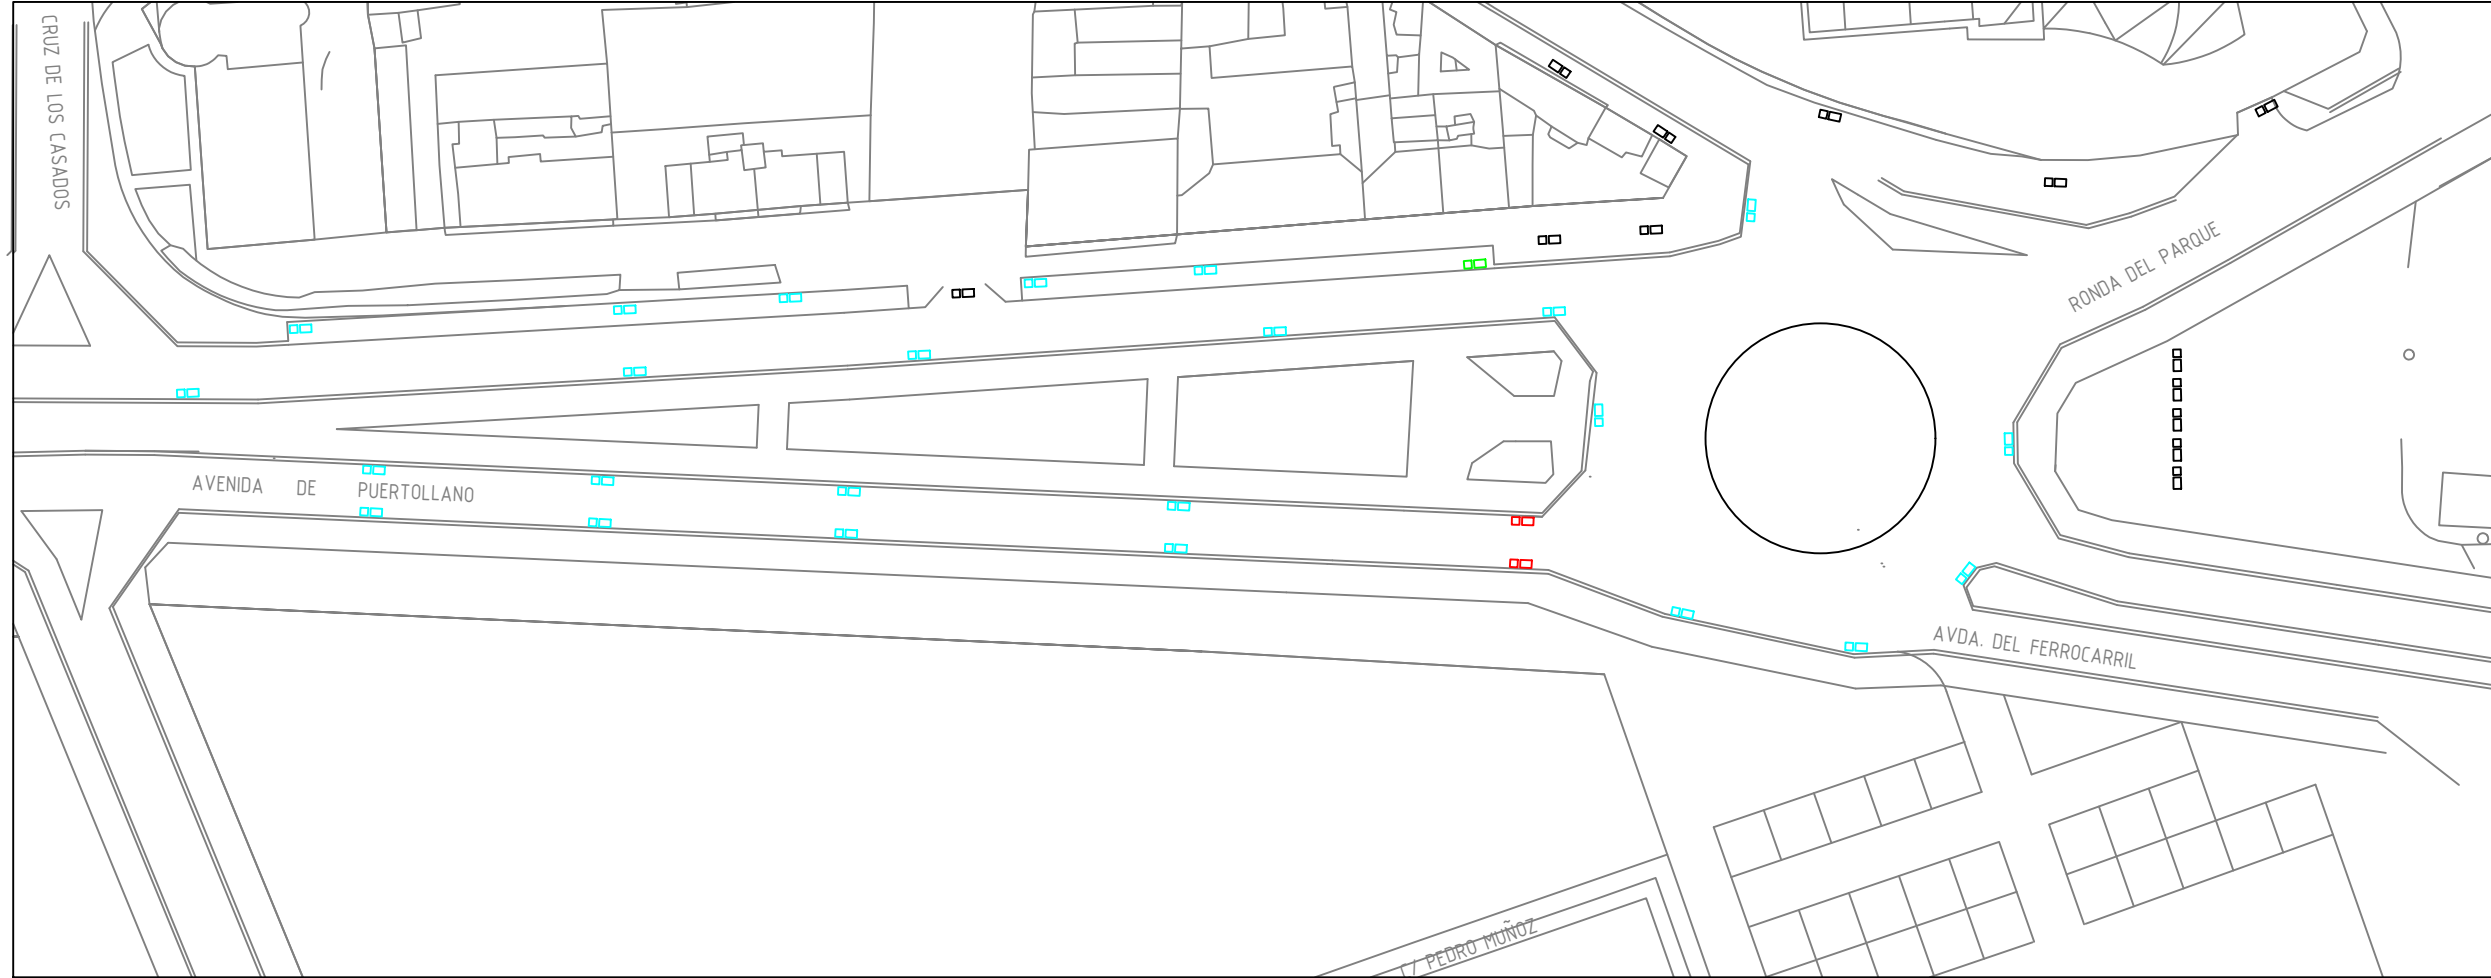 CRUZ DE LOS CASADOS
RONDA DEL PARQUE
AVENIDA DE PUERTOLLANO
AVDA. DEL FERROCARRIL
C/ PEDRO MUÑOZ